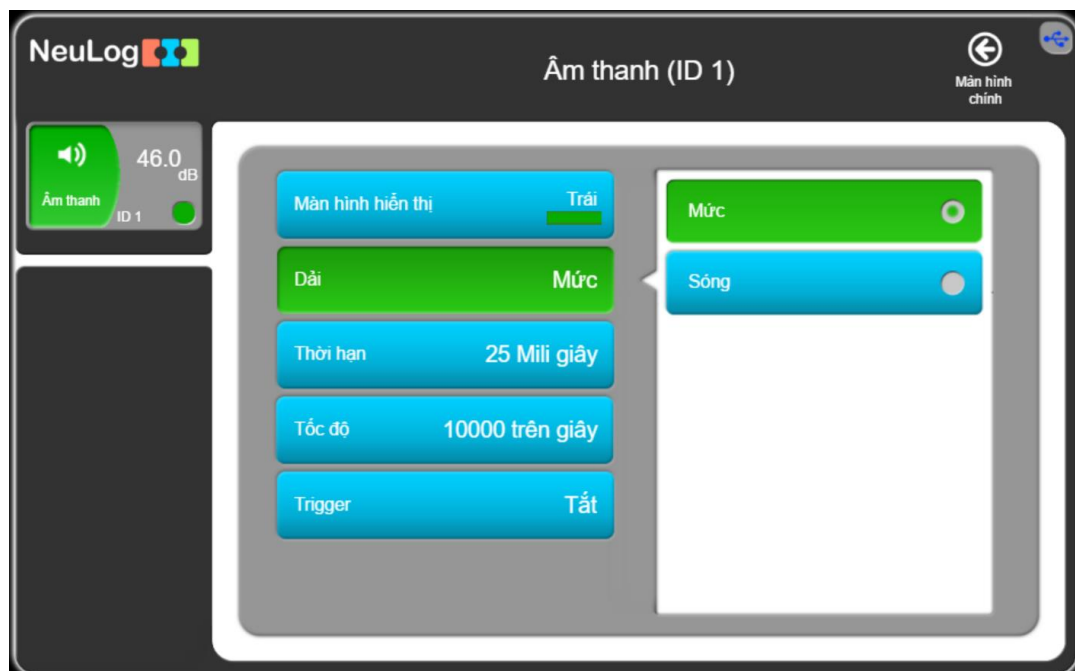 NeuLog
Âm thanh (ID 1)
Màn hình
chính
46.0
dB
Âm thanh
ID 1
Màn hình hiển thị
Trái
Dải
Mức
Thời hạn
25 Mili giây
Tốc độ
10000 trên giây
Trigger
Tắt
Mức
Sóng